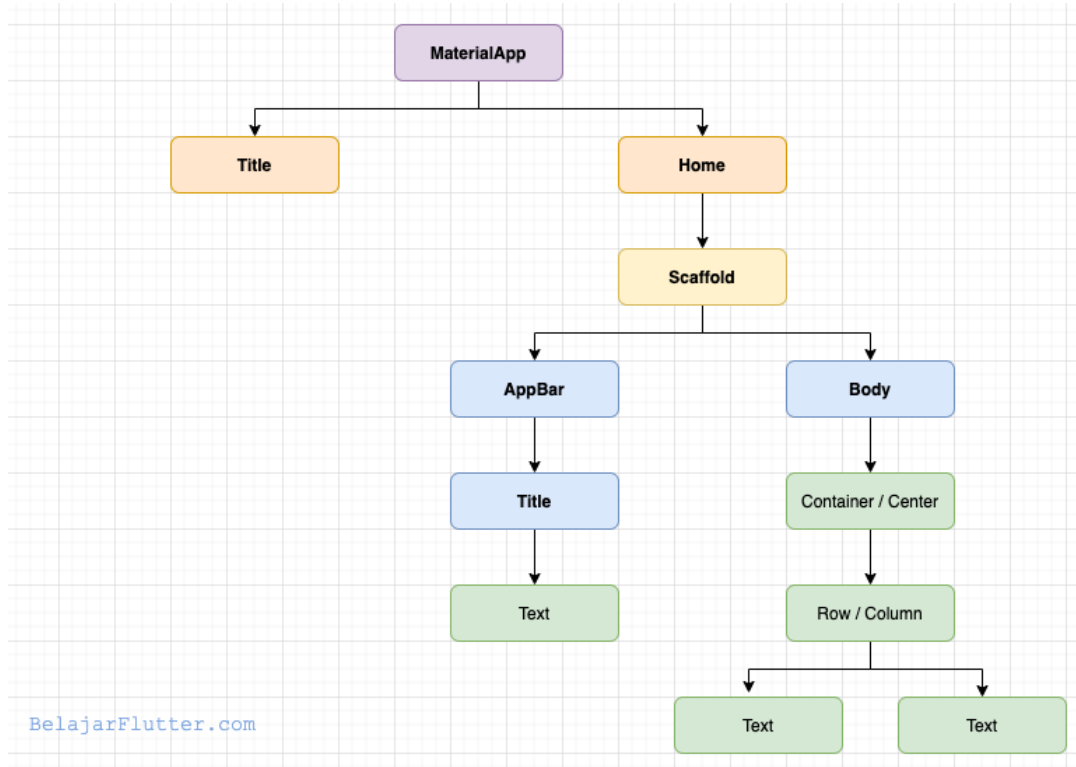 MaterialApp
Title
Home
Scaffold
AppBar
Body
Title
Container / Center
Text
Row / Column
Text
Text
BelajarFlutter.com